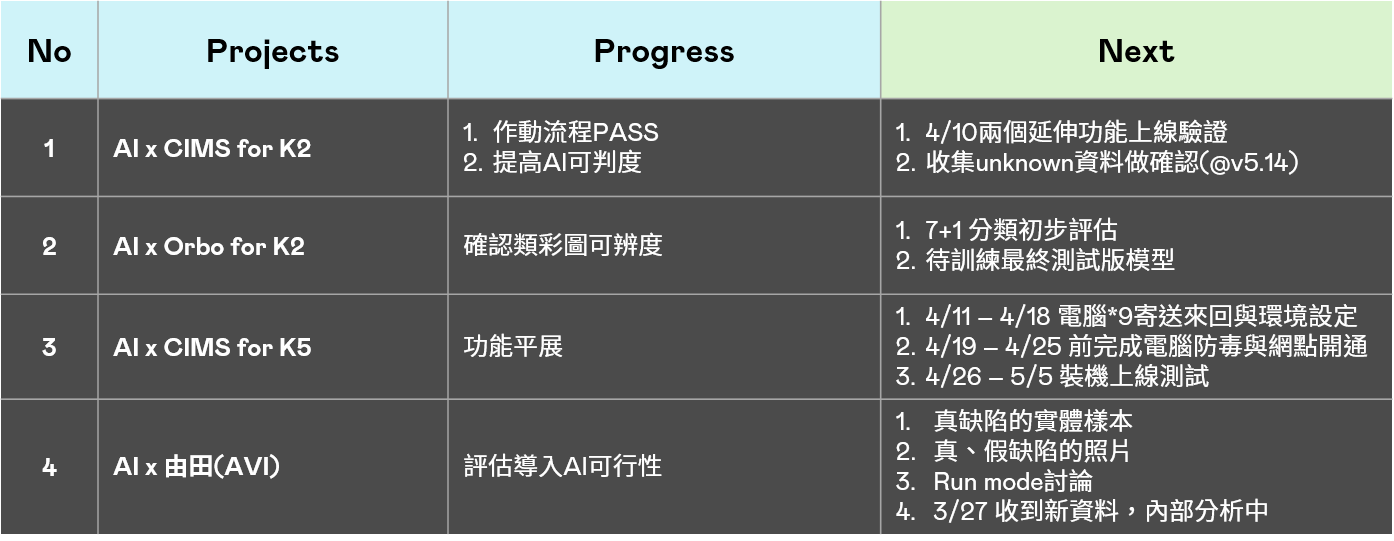 No Projects Progress Next
1 AI x CIMS for K2
1. 作動流程PASS
2. 提高AI可判度
1. 4/10兩個延伸功能上線驗證
2. 收集unknown資料做確認(@v5.14)
2 AI x Orbo for K2
確認類彩圖可辨度
1. 7+1 分類初步評估
2. 待訓練最終測試版模型
3 AI x CIMS for K5
功能平展
1. 4/11 – 4/18 電腦*9寄送來回與環境設定
2. 4/19 – 4/25 前完成電腦防毒與網點開通
3. 4/26 – 5/5 裝機上線測試
4 AI x 由田(AVI)
評估導入AI可行性
1. 真缺陷的實體樣本
2. 真、假缺陷的照片
3. Run mode討論
4. 3/27 收到新資料，內部分析中